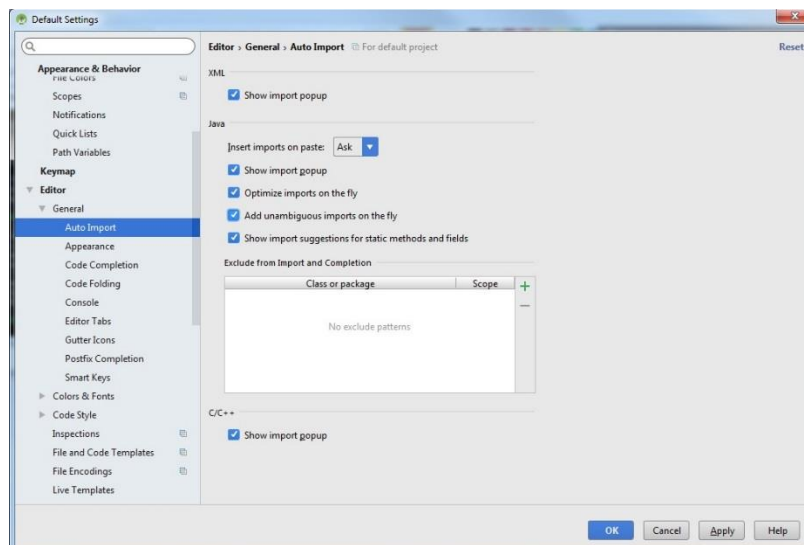 Default Settings
Appearance & Behavior
File Colors
Scopes
Notifications
Quick Lists
Path Variables
Keymap
Editor
General
Auto Import
Appearance
Code Completion
Code Folding
Console
Editor Tabs
Gutter Icons
Postfix Completion
Smart Keys
Colors & Fonts
Code Style
Inspections
File and Code Templates
File Encodings
Live Templates
Editor › General › Auto Import For default project
Reset
XML
Show import popup
Java
Insert imports on paste: Ask
Show import popup
Optimize imports on the fly
Add unambiguous imports on the fly
Show import suggestions for static methods and fields
Exclude from Import and Completion
Class or package Scope
No exclude patterns
C/C++
Show import popup
OK Cancel Apply Help